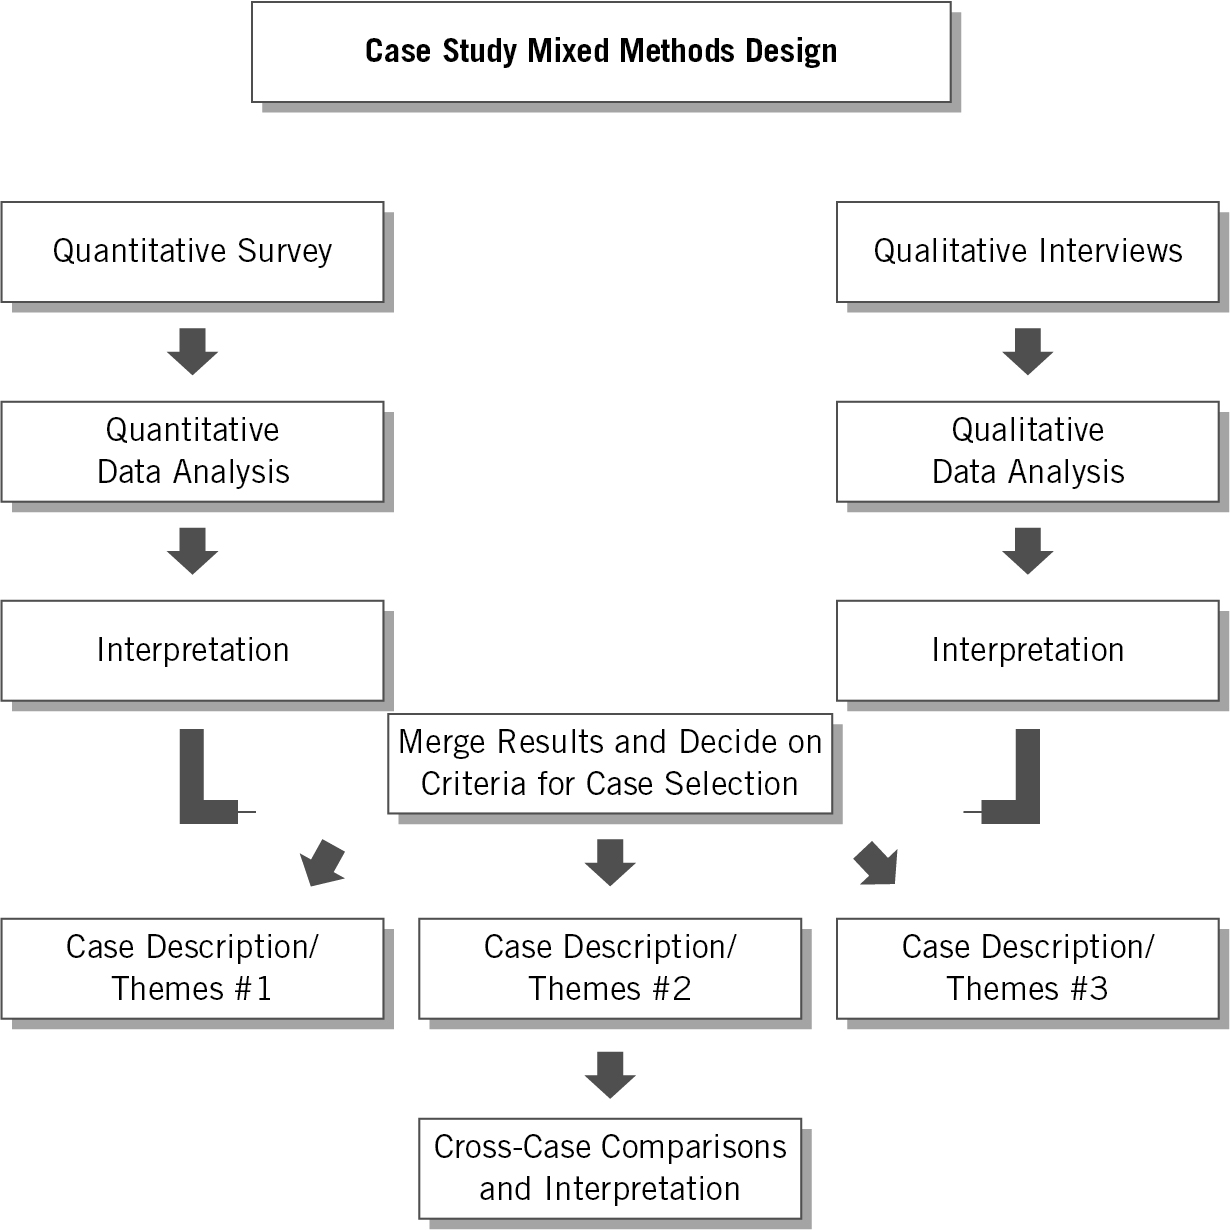 Case Study Mixed Methods Design
Quantitative Survey
Qualitative Interviews
Quantitative
Data Analysis
Qualitative
Data Analysis
Interpretation
Interpretation
Merge Results and Decide on
Criteria for Case Selection
Case Description/
Themes #1
Case Description/
Themes #2
Case Description/
Themes #3
Cross-Case Comparisons
and Interpretation